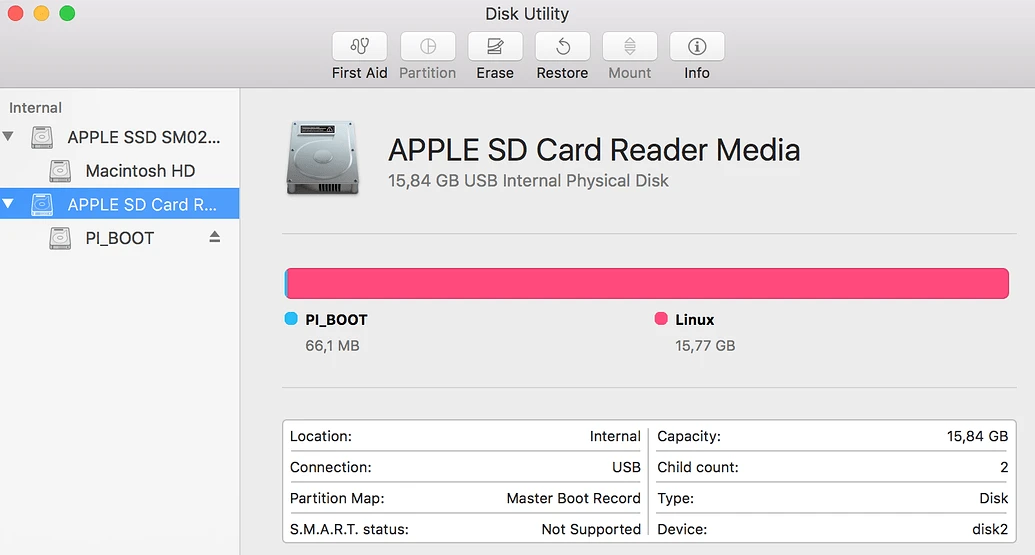 Disk Utility
First Aid Partition Erase Restore Mount Info
Internal
APPLE SSD SM02...
Macintosh HD
APPLE SD Card R...
PI_BOOT
APPLE SD Card Reader Media
15,84 GB USB Internal Physical Disk
PI_BOOT
66,1 MB
Linux
15,77 GB
Location: Internal
Connection: USB
Partition Map: Master Boot Record
S.M.A.R.T. status: Not Supported
Capacity: 15,84 GB
Child count: 2
Type: Disk
Device: disk2